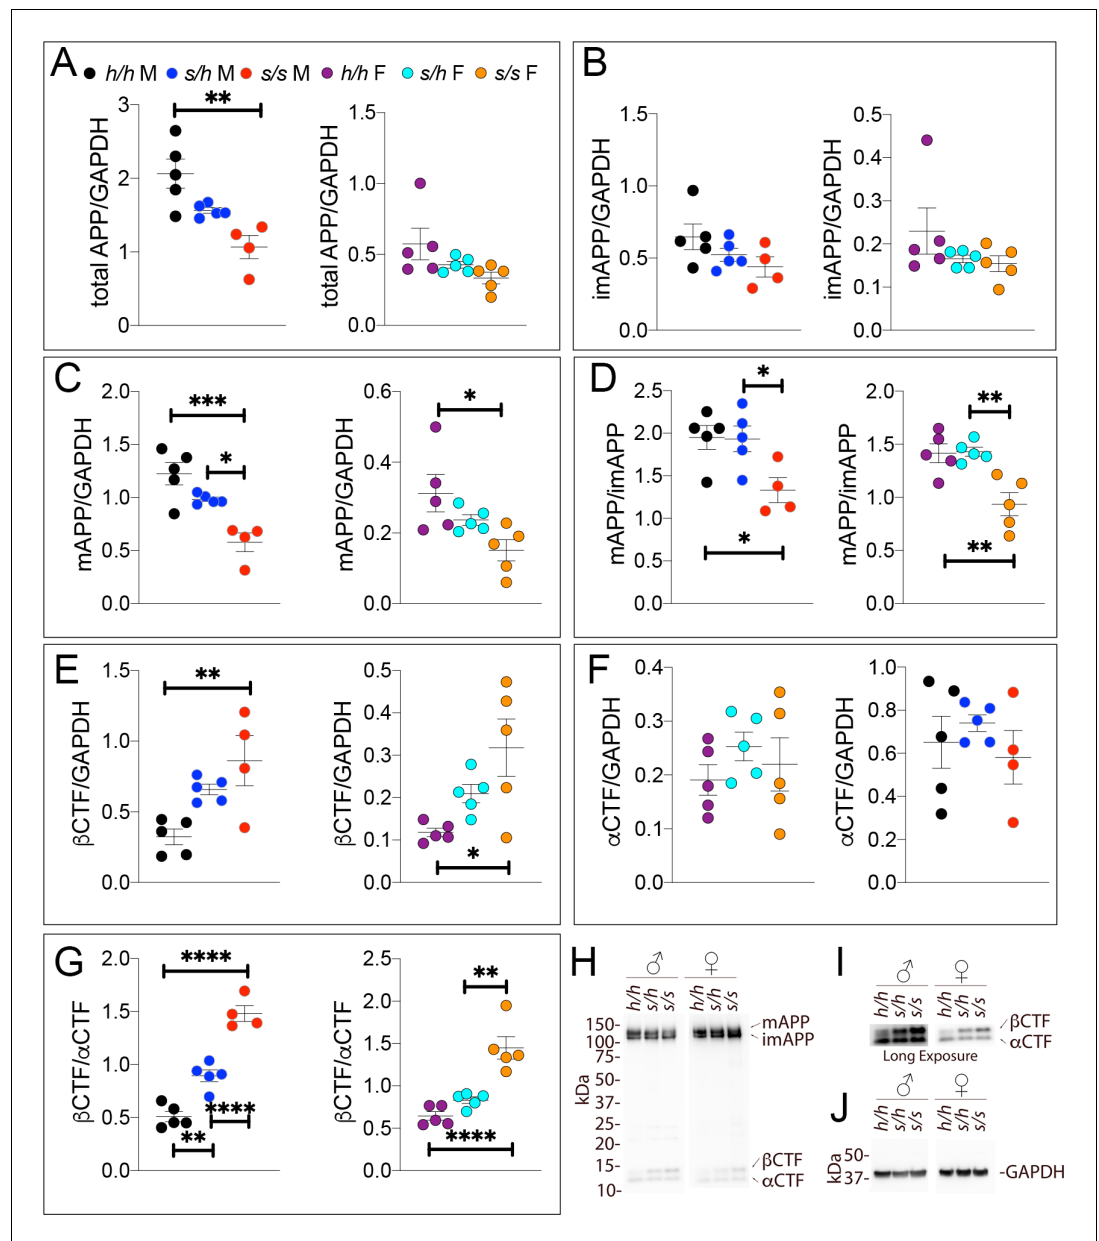 A
h/h M s/h M s/s M h/h F s/h F s/s F
total APP/GAPDH
3
2
1
0
**
total APP/GAPDH
1.5
1.0
0.5
0.0
B
imAPP/GAPDH
1.5
1.0
0.5
0.0
imAPP/GAPDH
0.5
0.4
0.3
0.2
0.1
0.0
C
mAPP/GAPDH
2.0
1.5
1.0
0.5
0.0
***
*
mAPP/GAPDH
0.6
0.4
0.2
0.0
*
D
mAPP/imAPP
2.5
2.0
1.5
1.0
0.5
0.0
*
*
mAPP/imAPP
2.0
1.5
1.0
0.5
0.0
**
**
E
βCTF/GAPDH
1.5
1.0
0.5
0.0
**
βCTF/GAPDH
0.5
0.4
0.3
0.2
0.1
0.0
*
F
αCTF/GAPDH
0.4
0.3
0.2
0.1
0.0
αCTF/GAPDH
1.0
0.8
0.6
0.4
0.2
0.0
G
βCTF/αCTF
2.0
1.5
1.0
0.5
0.0
****
****
**
βCTF/αCTF
2.5
2.0
1.5
1.0
0.5
0.0
**
****
H
♂ ♀
h/h s/h s/s h/h s/h s/s
kDa
150-
100-
75-
50-
37-
25-
20-
15-
10-
mAPP
imAPP
βCTF
αCTF
I
♂ ♀
h/h s/h s/s h/h s/h s/s
βCTF
αCTF
Long Exposure
J
♂ ♀
h/h s/h s/s h/h s/h s/s
kDa
50-
37-
-GAPDH